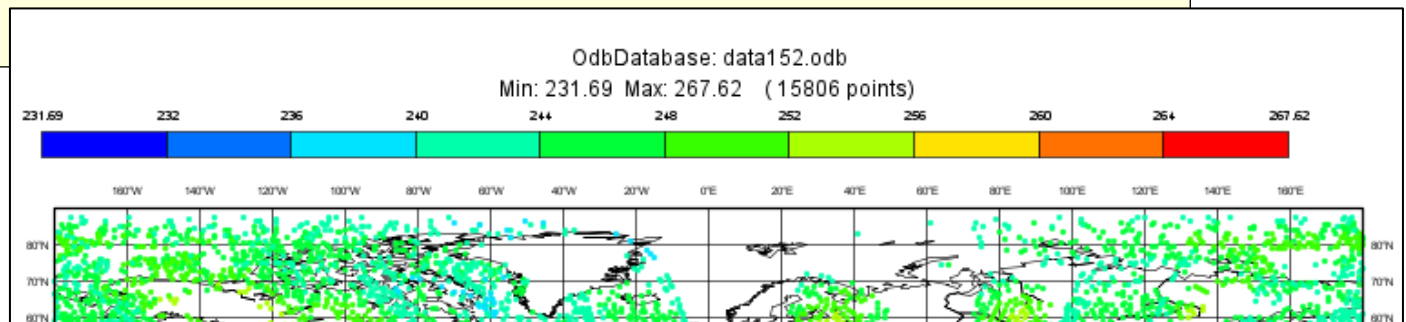 OdbDatabase: data152.odb
Min: 231.69 Max: 267.62 ( 15806 points)
231.69 232 236 240 244 248 252 256 260 264 267.62
160°W 140°W 120°W 100°W 80°W 60°W 40°W 20°W 0°E 20°E 40°E 60°E 80°E 100°E 120°E 140°E 160°E
80°N 80°N
70°N 70°N
60°N 60°N